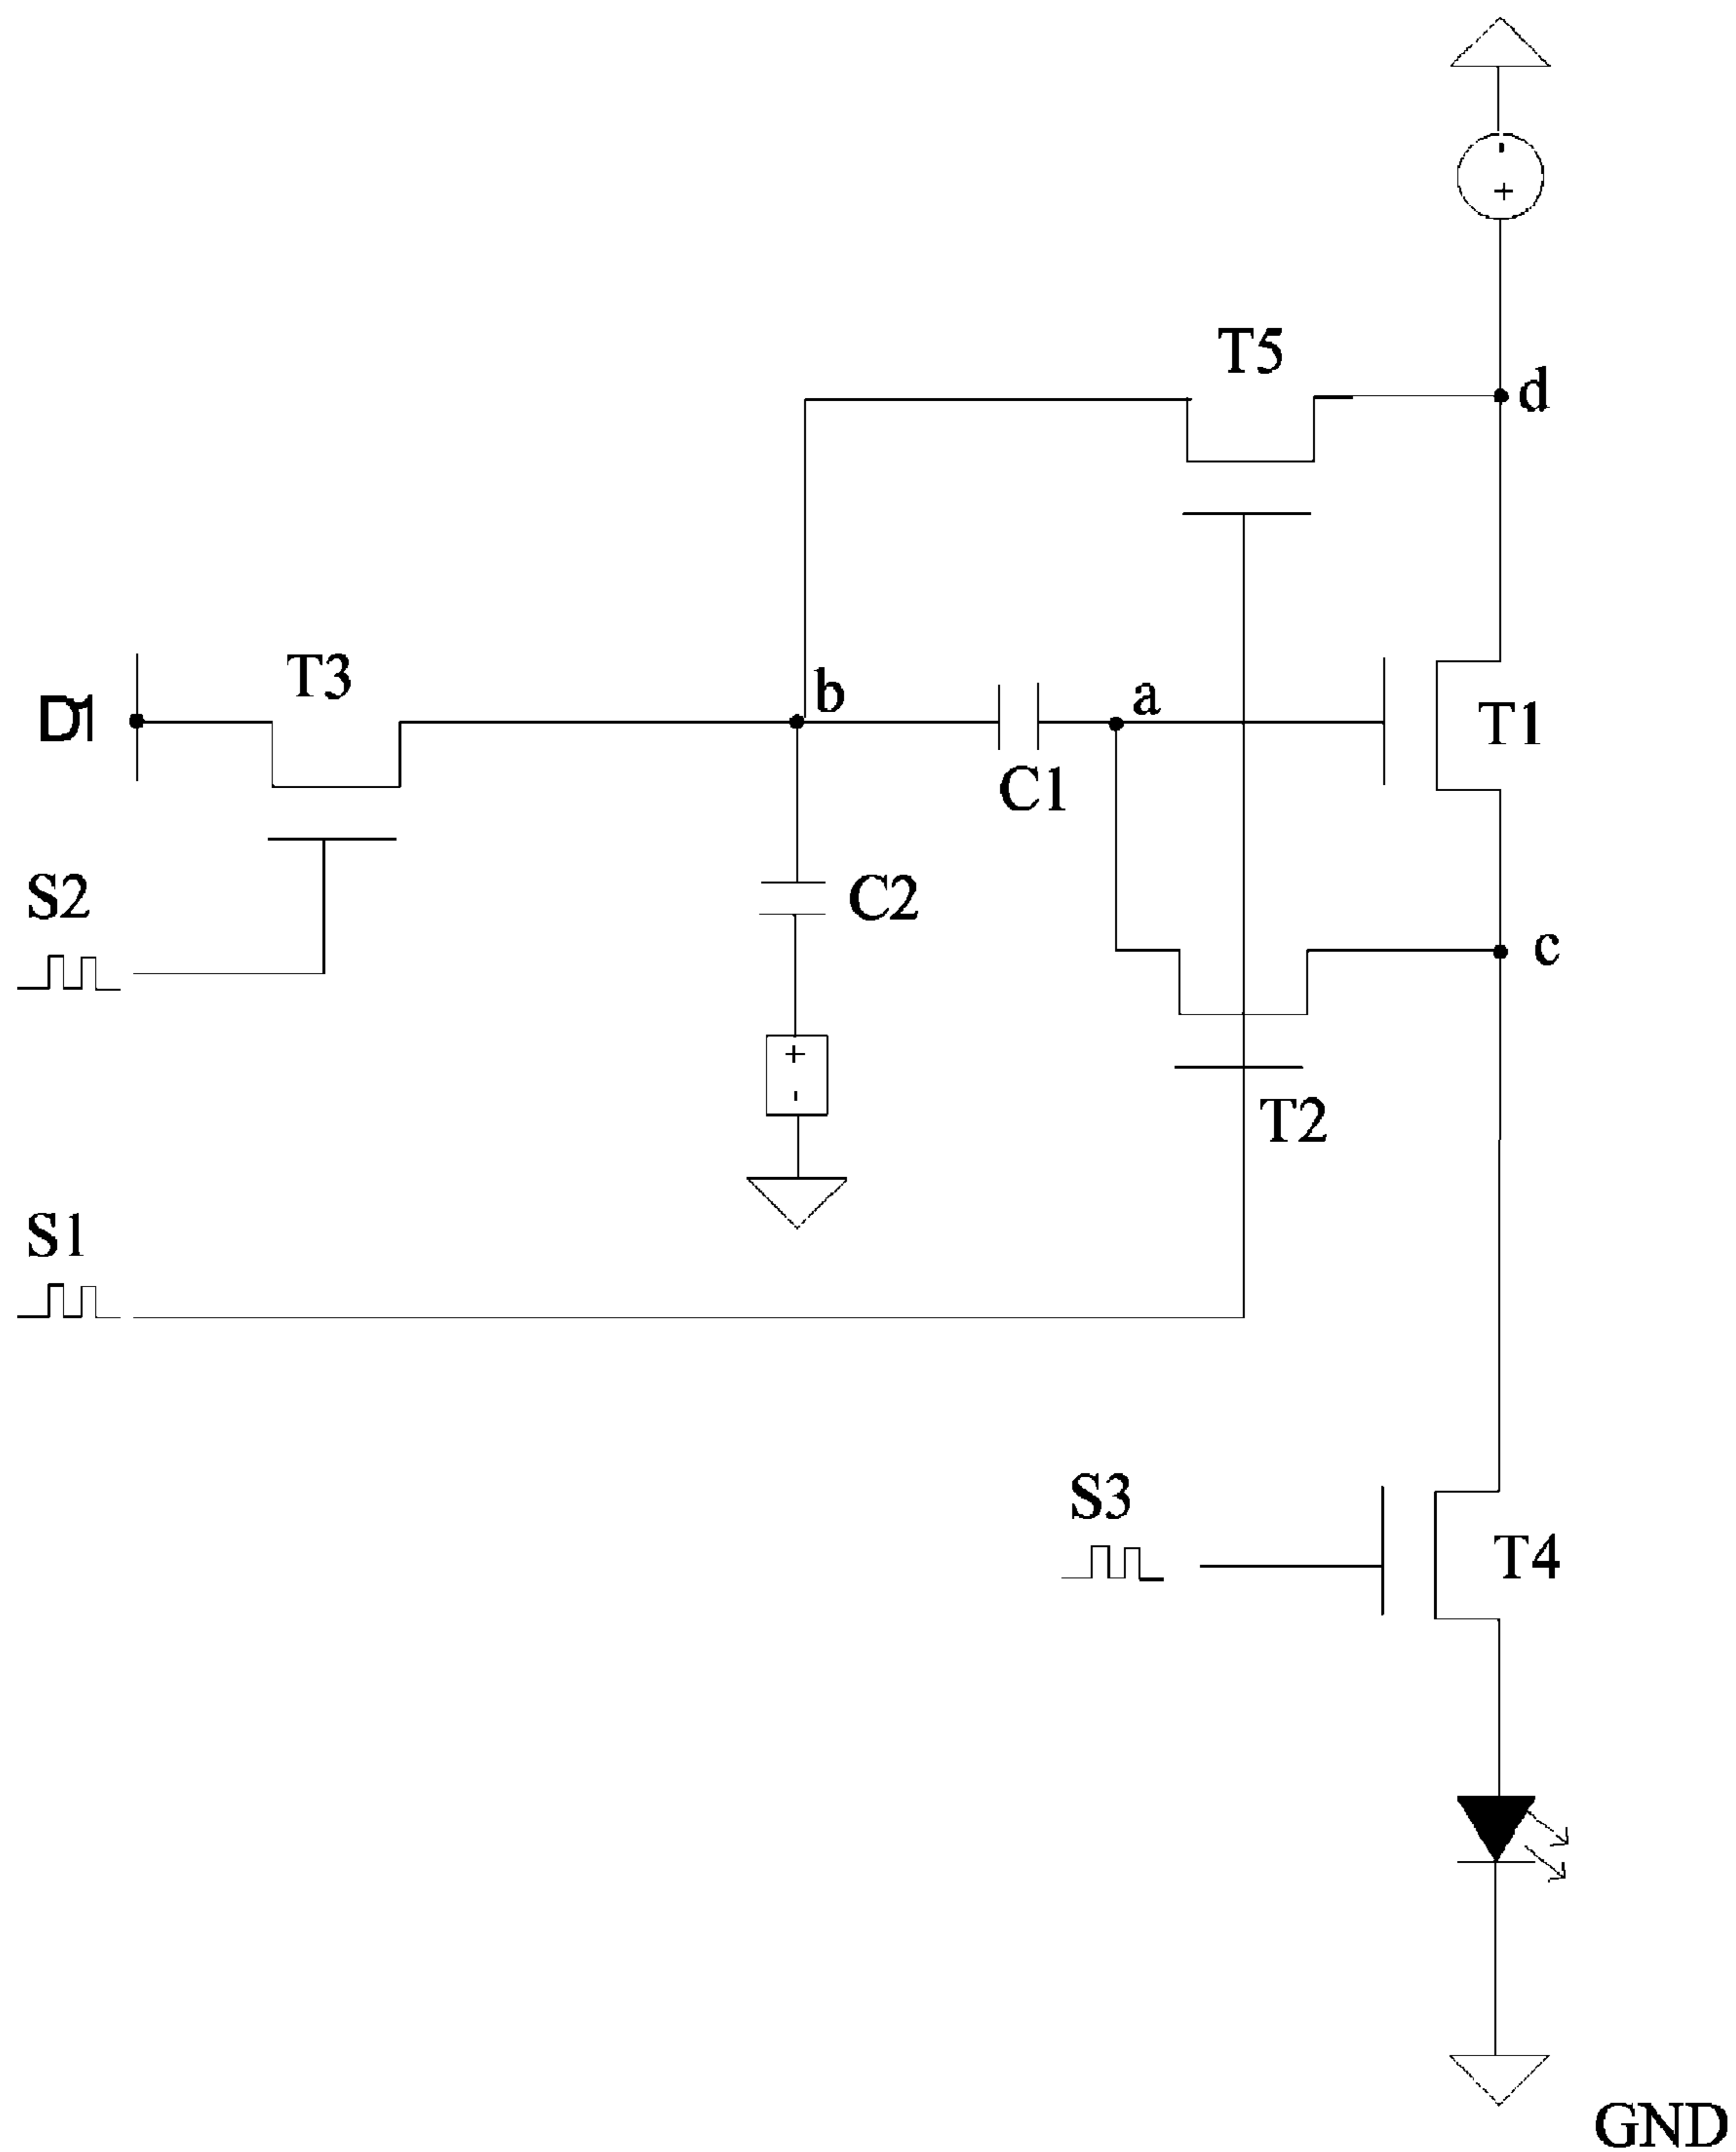 -
+
T5
d
T3
b
a
D1
T1
C1
S2
C2
c
+
-
T2
S1
S3
T4
GND